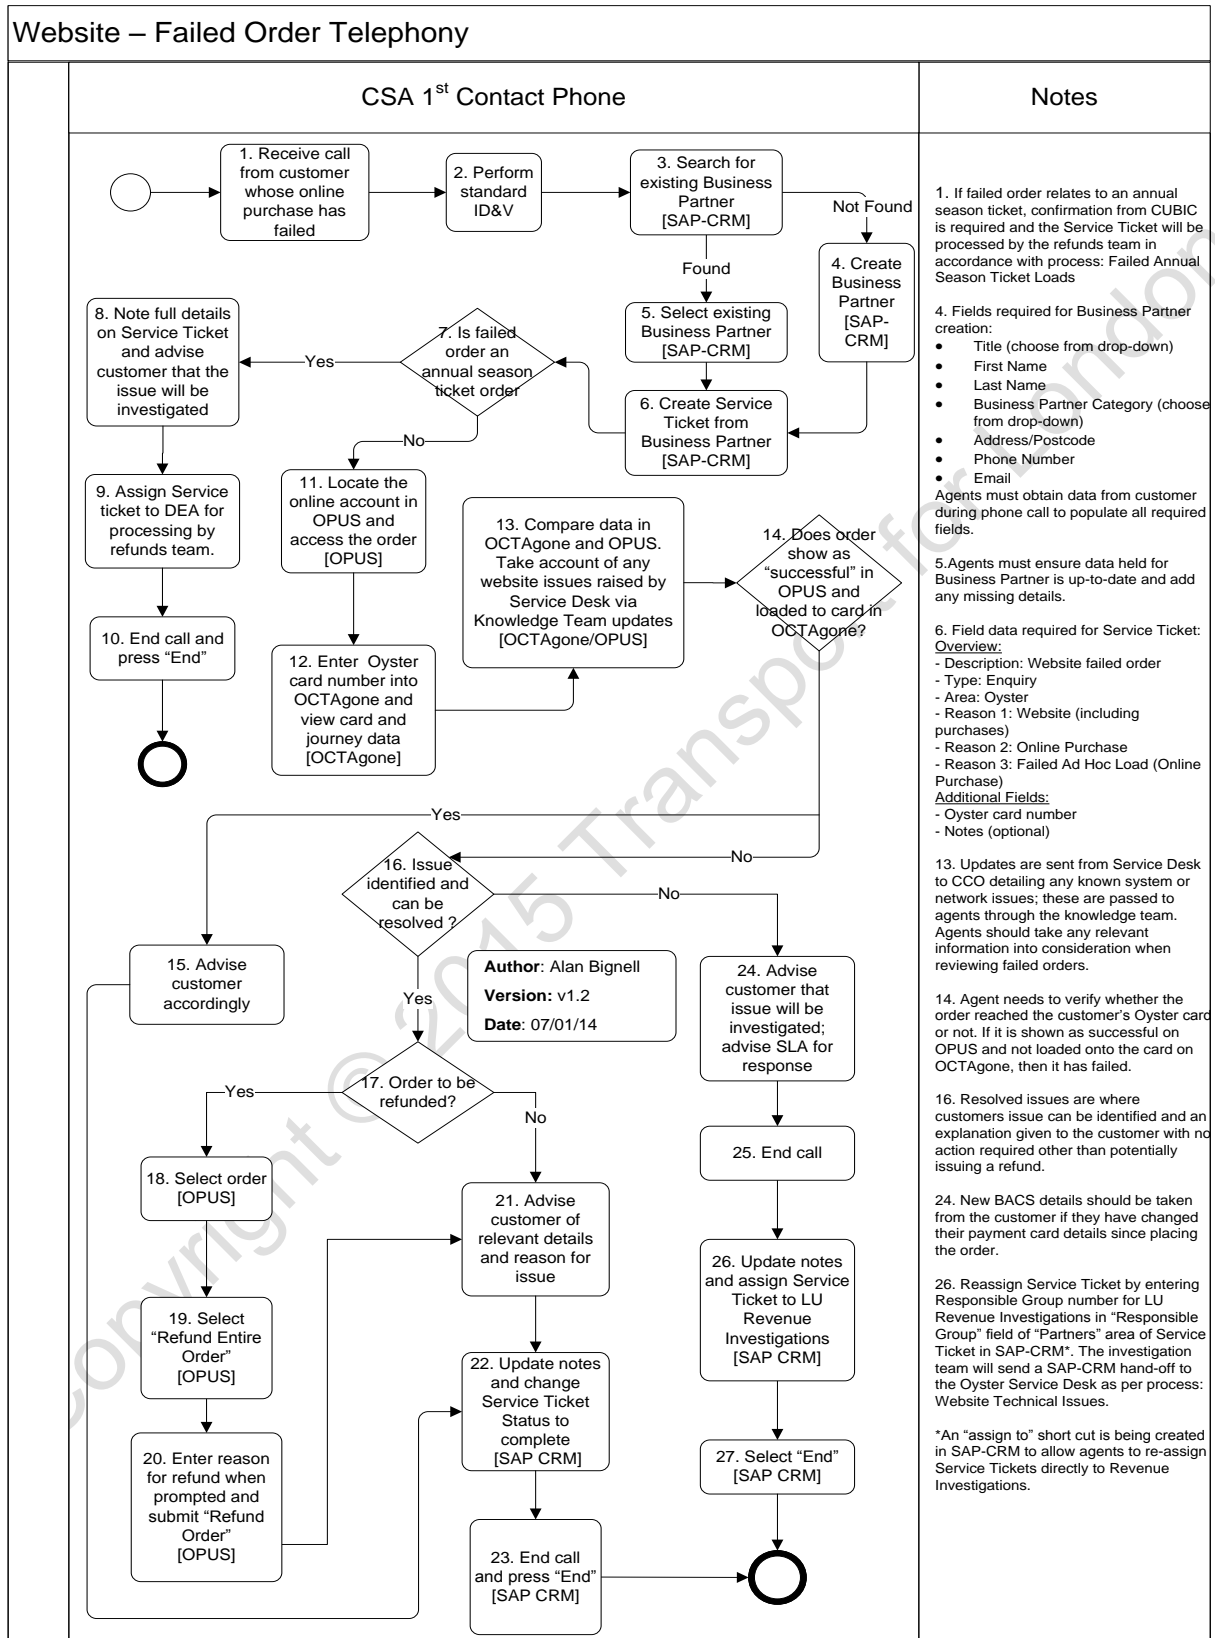 Website – Failed Order Telephony
CSA 1st Contact Phone
Notes
1. Receive call
from customer
whose online
purchase has
failed
2. Perform
standard
ID&V
3. Search for
existing Business
Partner
[SAP-CRM]
Not Found
Found
4. Create
Business
Partner
[SAP-
CRM]
5. Select existing
Business Partner
[SAP-CRM]
6. Create Service
Ticket from
Business Partner
[SAP-CRM]
7. Is failed
order an
annual season
ticket order
Yes
No
8. Note full details
on Service Ticket
and advise
customer that the
issue will be
investigated
9. Assign Service
ticket to DEA for
processing by
refunds team.
10. End call and
press “End”
11. Locate the
online account in
OPUS and
access the order
[OPUS]
12. Enter Oyster
card number into
OCTAgone and
view card and
journey data
[OCTAgone]
13. Compare data in
OCTAgone and OPUS.
Take account of any
website issues raised by
Service Desk via
Knowledge Team updates
[OCTAgone/OPUS]
14. Does order
show as
“successful” in
OPUS and
loaded to card in
OCTAgone?
Yes
No
15. Advise
customer
accordingly
16. Issue
identified and
can be
resolved ?
No
Yes
Author: Alan Bignell
Version: v1.2
Date: 07/01/14
17. Order to be
refunded?
Yes
No
18. Select order
[OPUS]
19. Select
“Refund Entire
Order”
[OPUS]
20. Enter reason
for refund when
prompted and
submit “Refund
Order”
[OPUS]
21. Advise
customer of
relevant details
and reason for
issue
22. Update notes
and change
Service Ticket
Status to
complete
[SAP CRM]
23. End call
and press “End”
[SAP CRM]
24. Advise
customer that
issue will be
investigated;
advise SLA for
response
25. End call
26. Update notes
and assign Service
Ticket to LU
Revenue
Investigations
[SAP CRM]
27. Select “End”
[SAP CRM]
1. If failed order relates to an annual
season ticket, confirmation from CUBIC
is required and the Service Ticket will be
processed by the refunds team in
accordance with process: Failed Annual
Season Ticket Loads
4. Fields required for Business Partner
creation:
• Title (choose from drop-down)
• First Name
• Last Name
• Business Partner Category (choose
from drop-down)
• Address/Postcode
• Phone Number
• Email
Agents must obtain data from customer
during phone call to populate all required
fields.
5.Agents must ensure data held for
Business Partner is up-to-date and add
any missing details.
6. Field data required for Service Ticket:
Overview:
- Description: Website failed order
- Type: Enquiry
- Area: Oyster
- Reason 1: Website (including
purchases)
- Reason 2: Online Purchase
- Reason 3: Failed Ad Hoc Load (Online
Purchase)
Additional Fields:
- Oyster card number
- Notes (optional)
13. Updates are sent from Service Desk
to CCO detailing any known system or
network issues; these are passed to
agents through the knowledge team.
Agents should take any relevant
information into consideration when
reviewing failed orders.
14. Agent needs to verify whether the
order reached the customer’s Oyster card
or not. If it is shown as successful on
OPUS and not loaded onto the card on
OCTAgone, then it has failed.
16. Resolved issues are where
customers issue can be identified and an
explanation given to the customer with no
action required other than potentially
issuing a refund.
24. New BACS details should be taken
from the customer if they have changed
their payment card details since placing
the order.
26. Reassign Service Ticket by entering
Responsible Group number for LU
Revenue Investigations in “Responsible
Group” field of “Partners” area of Service
Ticket in SAP-CRM*. The investigation
team will send a SAP-CRM hand-off to
the Oyster Service Desk as per process:
Website Technical Issues.
*An “assign to” short cut is being created
in SAP-CRM to allow agents to re-assign
Service Tickets directly to Revenue
Investigations.
Copyright © 2015 Transport for London